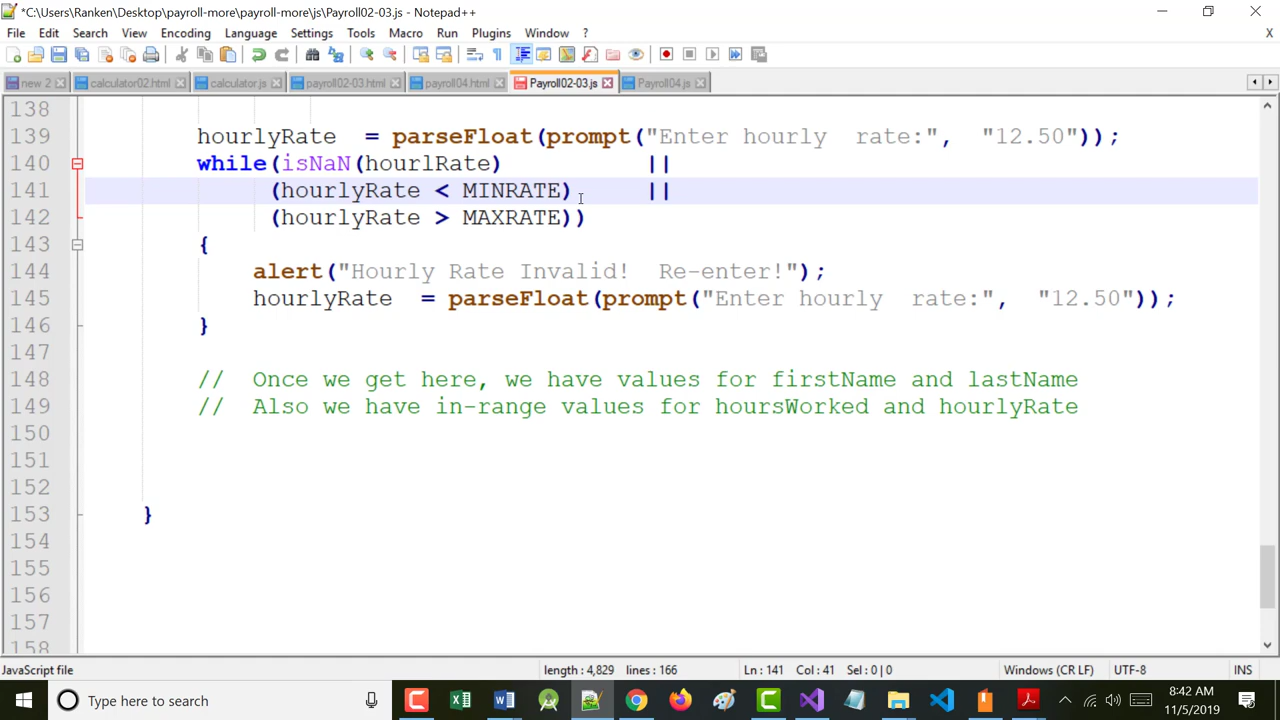 *C:\Users\Ranken\Desktop\payroll-more\payroll-more\js\Payroll02-03.js - Notepad++
File Edit Search View Encoding Language Settings Tools Macro Run Plugins Window ? X
new 2 calculator02.html calculator.js payroll02-03.html payroll04.html Payroll02-03.js Payroll04.js
138
139 hourlyRate = parseFloat(prompt("Enter hourly rate:", "12.50"));
140 while(isNaN(hourlRate) ||
141 (hourlyRate < MINRATE) ||
142 (hourlyRate > MAXRATE))
143 {
144 alert("Hourly Rate Invalid! Re-enter!");
145 hourlyRate = parseFloat(prompt("Enter hourly rate:", "12.50"));
146 }
147
148 // Once we get here, we have values for firstName and lastName
149 // Also we have in-range values for hoursWorked and hourlyRate
150
151
152
153 }
154
155
156
157
158
JavaScript file length : 4,829 lines : 166 Ln : 141 Col : 41 Sel : 0 | 0 Windows (CR LF) UTF-8 INS
Type here to search 8:42 AM
11/5/2019